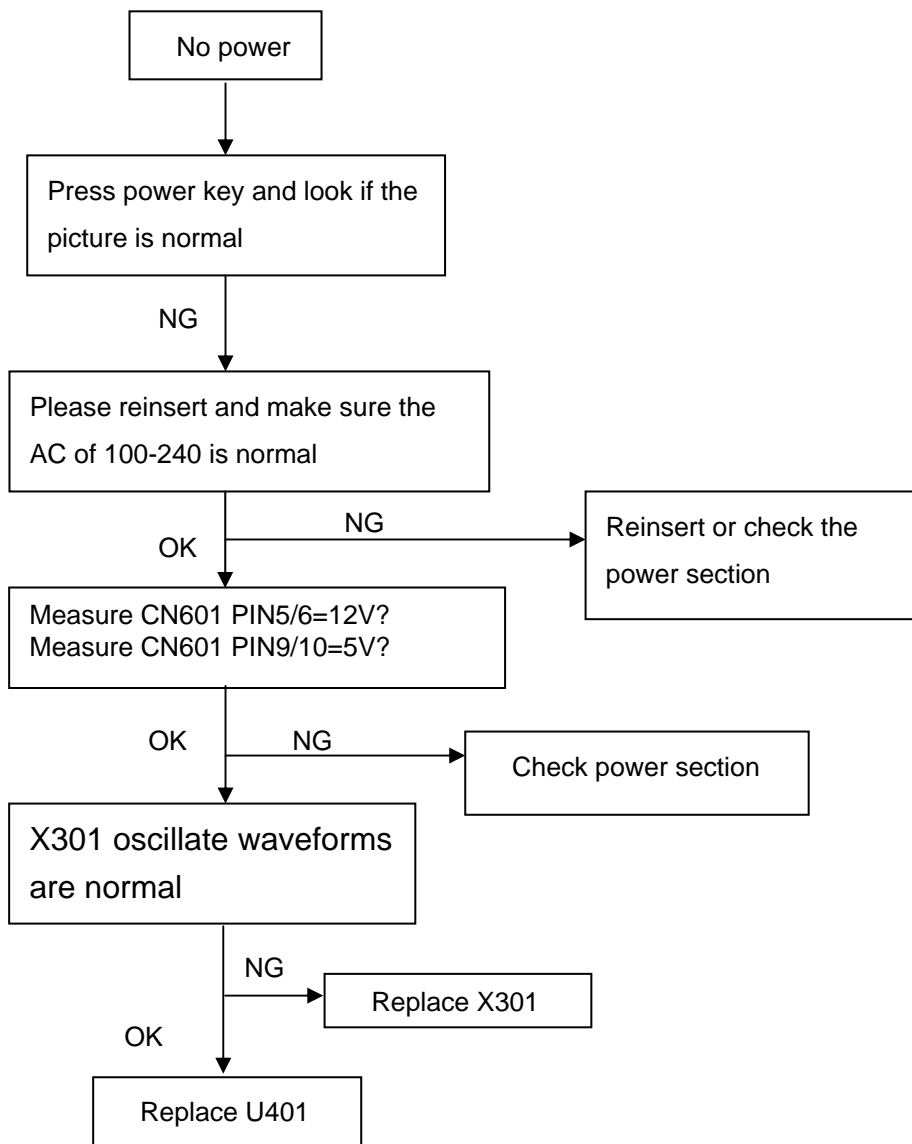 No power
Press power key and look if the
picture is normal
NG
Please reinsert and make sure the
AC of 100-240 is normal
NG
OK
Reinsert or check the
power section
Measure CN601 PIN5/6=12V?
Measure CN601 PIN9/10=5V?
OK
NG
Check power section
X301 oscillate waveforms
are normal
NG
Replace X301
OK
Replace U401